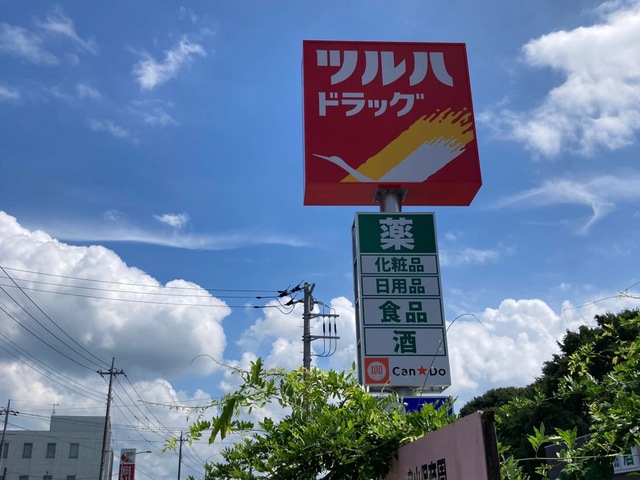 ツルハ
ドラッグ
薬
化粧品
日用品
食品
酒
100 Can★Do